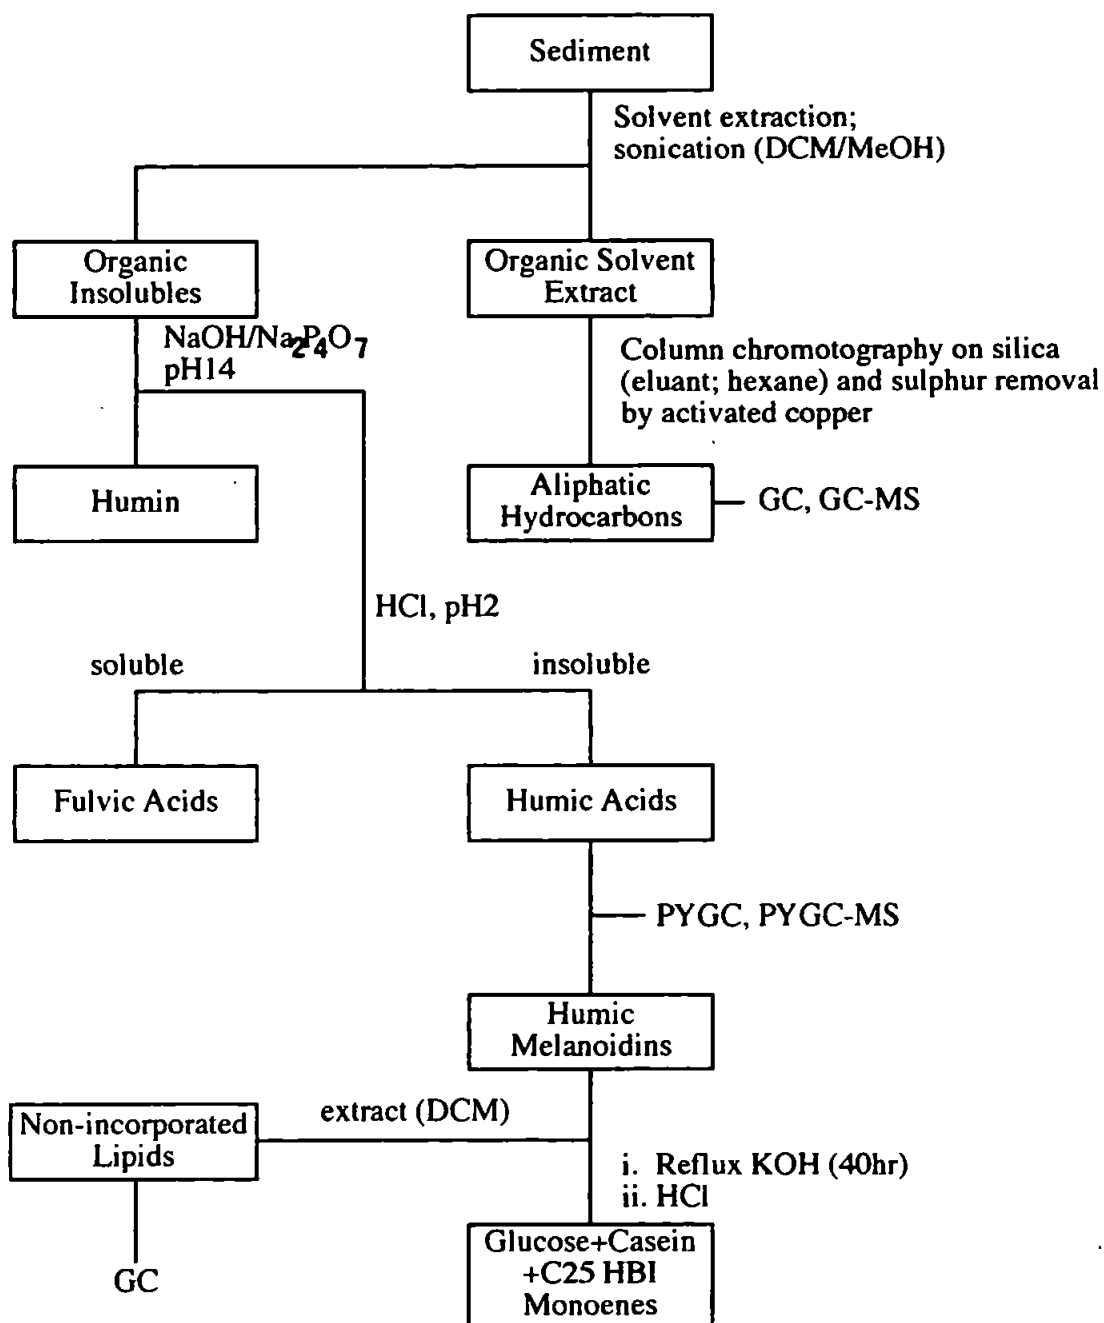 Sediment
Solvent extraction;
sonication (DCM/MeOH)
Organic
Insolubles
Organic Solvent
Extract
NaOH/Na2P4O7
pH14
Column chromotography on silica
(eluant; hexane) and sulphur removal
by activated copper
Humin
Aliphatic
Hydrocarbons
GC, GC-MS
HCl, pH2
soluble
insoluble
Fulvic Acids
Humic Acids
PYGC, PYGC-MS
Humic
Melanoidins
Non-incorporated
Lipids
extract (DCM)
i. Reflux KOH (40hr)
ii. HCl
GC
Glucose+Casein
+C25 HBI
Monoenes